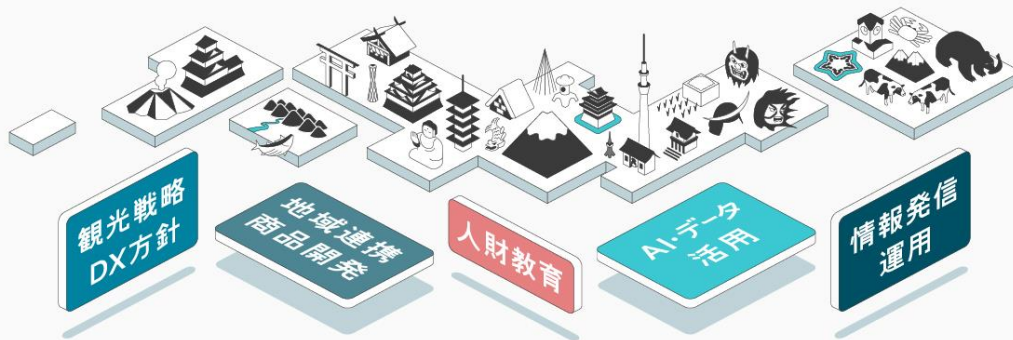 観光戦略
DX方針
地域連携
商品開発
人財教育
AI・データ
活用
情報発信
運用